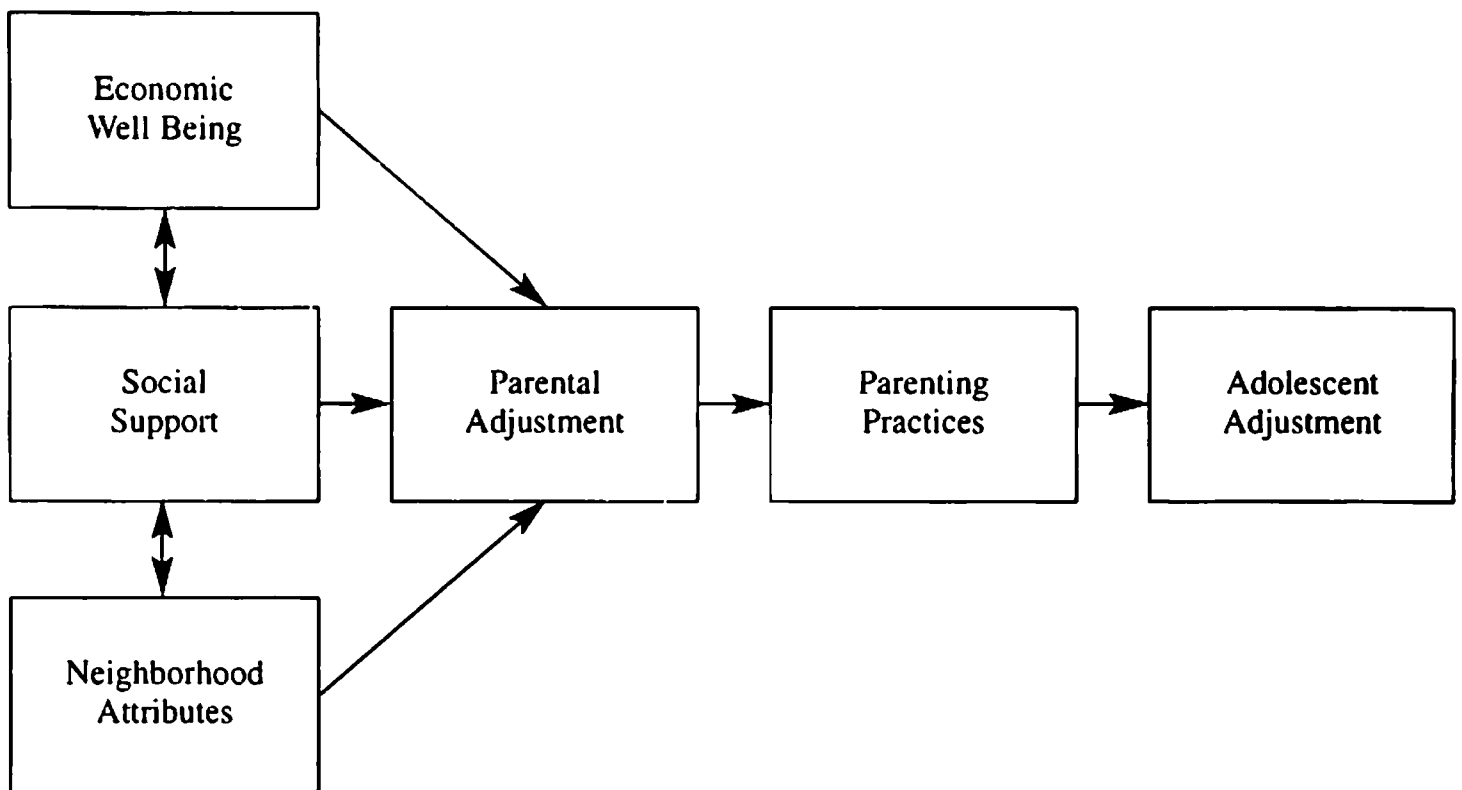 Economic
Well Being
Social
Support
Parental
Adjustment
Parenting
Practices
Adolescent
Adjustment
Neighborhood
Attributes